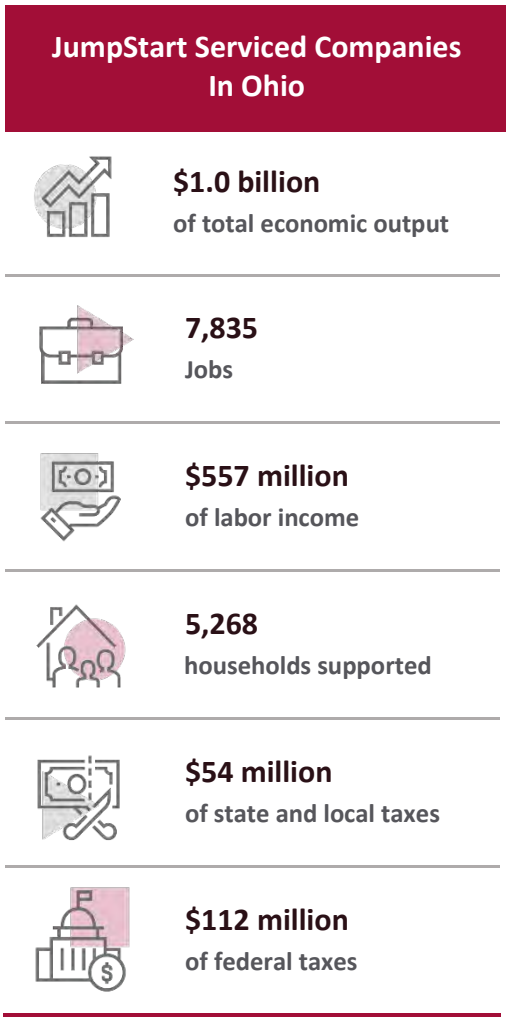 JumpStart Serviced Companies
In Ohio
$1.0 billion
of total economic output
7,835
Jobs
$557 million
of labor income
5,268
households supported
$54 million
of state and local taxes
$112 million
of federal taxes
$